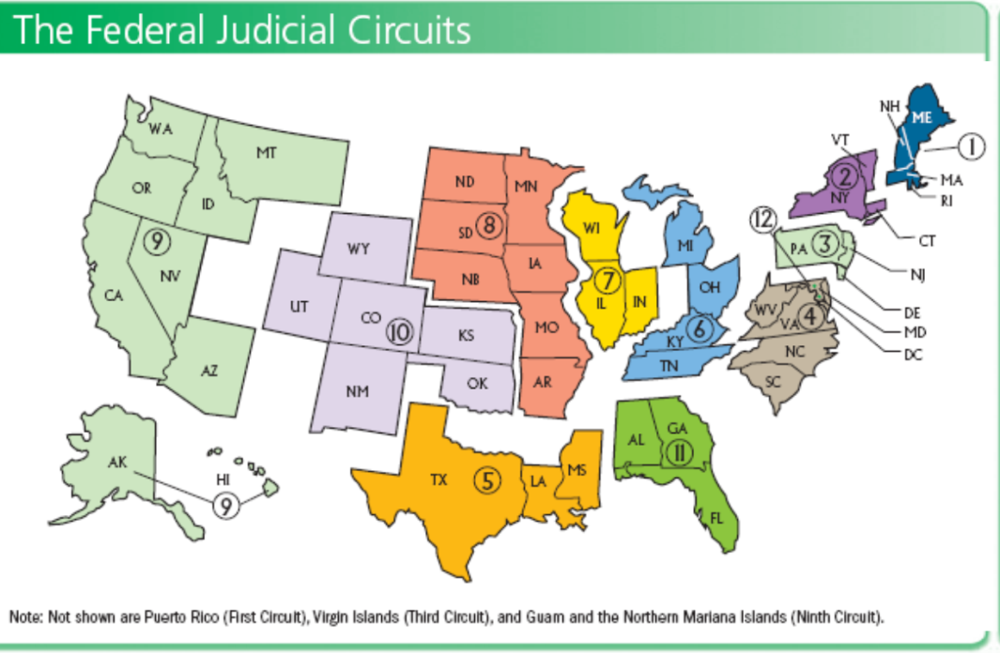 The Federal Judicial Circuits
WA
MT
OR
ID
9
NV
CA
AZ
AK
HI
9
WY
UT
CO
10
KS
NM
OK
ND
MN
SD
8
NB
IA
MO
AR
TX
5
LA
MS
WI
7
IL
IN
MI
OH
6
KY
TN
AL
GA
11
FL
NH
ME
1
VT
2
NY
MA
RI
CT
12
PA
3
NJ
DE
MD
DC
WV
4
VA
NC
SC
Note: Not shown are Puerto Rico (First Circuit), Virgin Islands (Third Circuit), and Guam and the Northern Mariana Islands (Ninth Circuit).